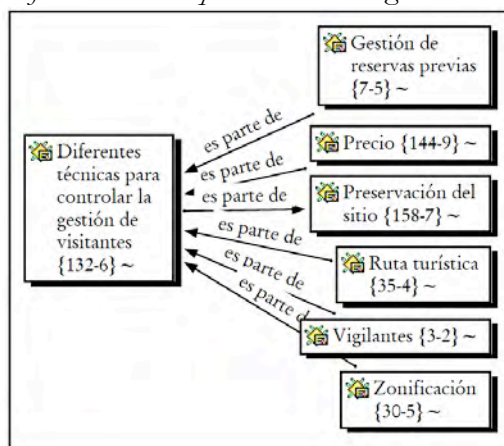 Gestión de
reservas previas
{7-5} ~
es parte de
Diferentes
técnicas para
controlar la
gestión de
visitantes
{132-6} ~
Precio {144-9} ~
es parte de
Preservación del
sitio {158-7} ~
es parte de
Ruta turística
{35-4} ~
es parte de
Vigilantes {3-2} ~
es parte de
Zonificación
{30-5} ~
es parte d